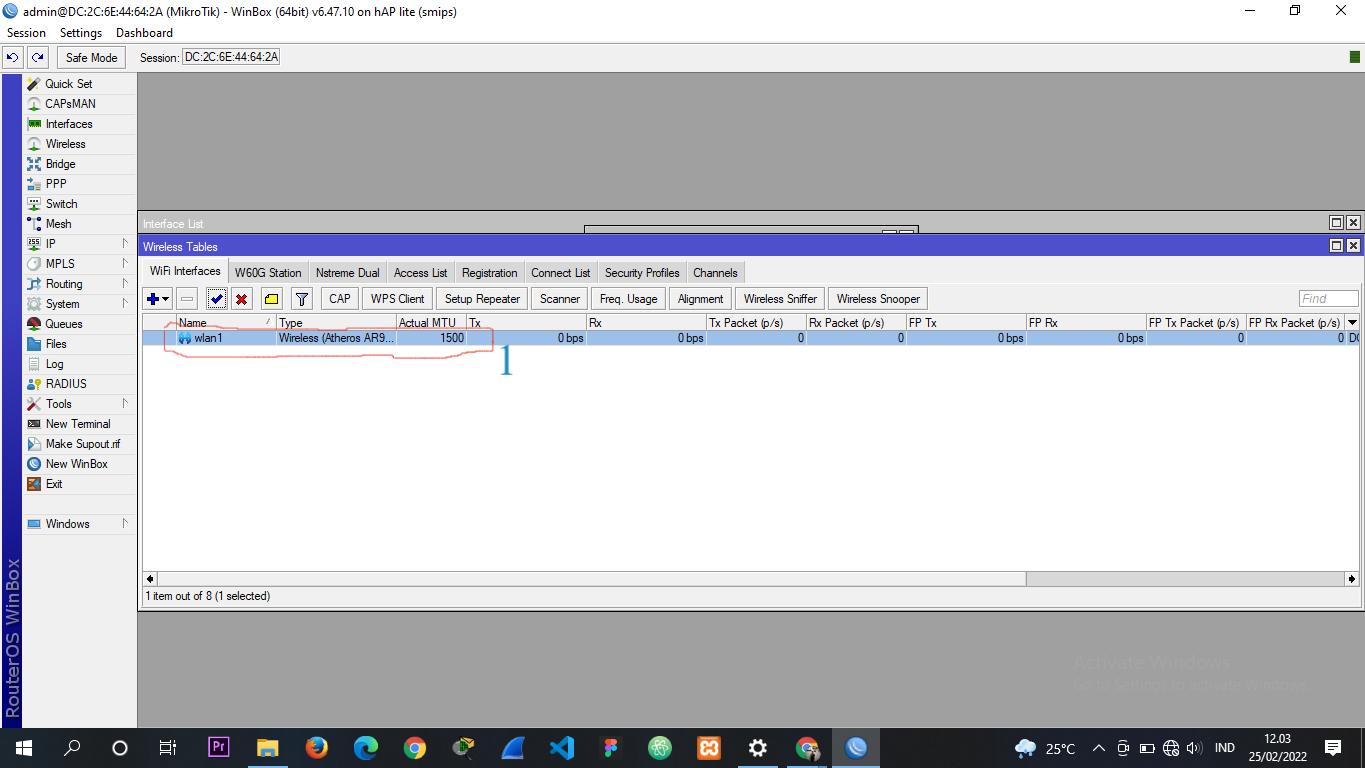 admin@DC:2C:6E:44:64:2A (MikroTik) - WinBox (64bit) v6.47.10 on hAP lite (smips)
Session Settings Dashboard
Safe Mode Session: DC:2C:6E:44:64:2A
Quick Set
CAPsMAN
Interfaces
Wireless
Bridge
PPP
Switch
Mesh
IP
MPLS
Routing
System
Queues
Files
Log
RADIUS
Tools
New Terminal
Make Supout.rif
New WinBox
Exit
Windows
RouterOS WinBox
Interface List
Wireless Tables
WiFi Interfaces W60G Station Nstreme Dual Access List Registration Connect List Security Profiles Channels
CAP WPS Client Setup Repeater Scanner Freq. Usage Alignment Wireless Sniffer Wireless Snooper Find
Name Type Actual MTU Tx Rx Tx Packet (p/s) Rx Packet (p/s) FP Tx FP Rx FP Tx Packet (p/s) FP Rx Packet (p/s)
wlan1 Wireless (Atheros AR9... 1500 0 bps 0 bps 0 0 0 bps 0 bps 0 0 DC
1
1 item out of 8 (1 selected)
Activate Windows
Go to Settings to activate Windows.
Pr
25°C IND 12.03
25/02/2022